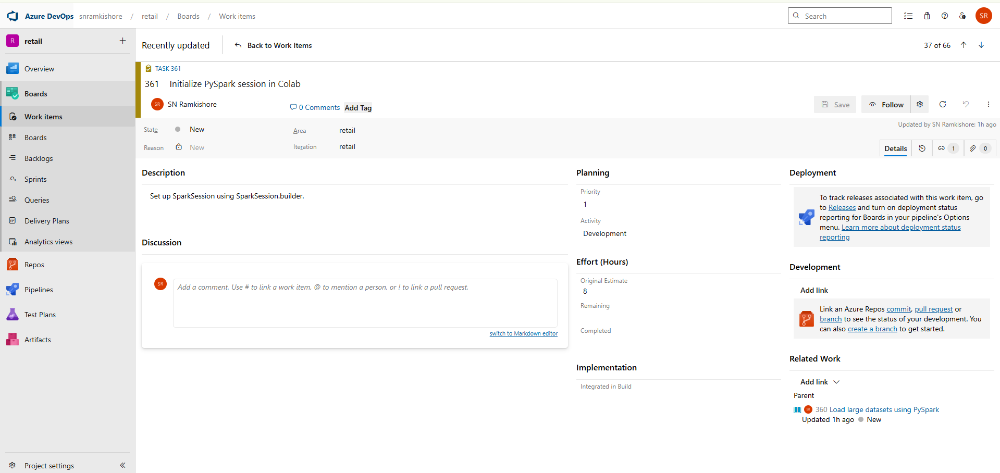 Azure DevOps snramkishore / retail / Boards / Work items
Search
SR
R retail
Recently updated
Back to Work Items
37 of 66
Overview
Boards
Work items
Boards
Backlogs
Sprints
Queries
Delivery Plans
Analytics views
Repos
Pipelines
Test Plans
Artifacts
Project settings
TASK 361
361 Initialize PySpark session in Colab
SR SN Ramkishore
0 Comments
Add Tag
Save
Follow
State New
Area retail
Updated by SN Ramkishore: 1h ago
Reason New
Iteration retail
Details
1
0
Description
Set up SparkSession using SparkSession.builder.
Discussion
SR
Add a comment. Use # to link a work item, @ to mention a person, or ! to link a pull request.
switch to Markdown editor
Planning
Priority
1
Activity
Development
Effort (Hours)
Original Estimate
8
Remaining
Completed
Implementation
Integrated in Build
Deployment
To track releases associated with this work item, go
to Releases and turn on deployment status
reporting for Boards in your pipeline's Options
menu. Learn more about deployment status
reporting
Development
Add link
Link an Azure Repos commit, pull request or
branch to see the status of your development. You
can also create a branch to get started.
Related Work
Add link
Parent
SR 360 Load large datasets using PySpark
Updated 1h ago New